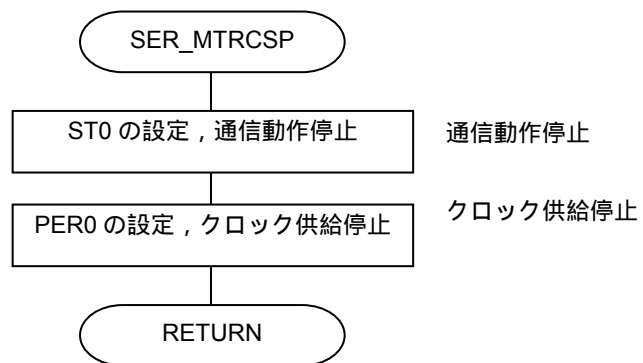 SER_MTRCSP
ST0 の設定，通信動作停止
通信動作停止
PER0 の設定，クロック供給停止
クロック供給停止
RETURN